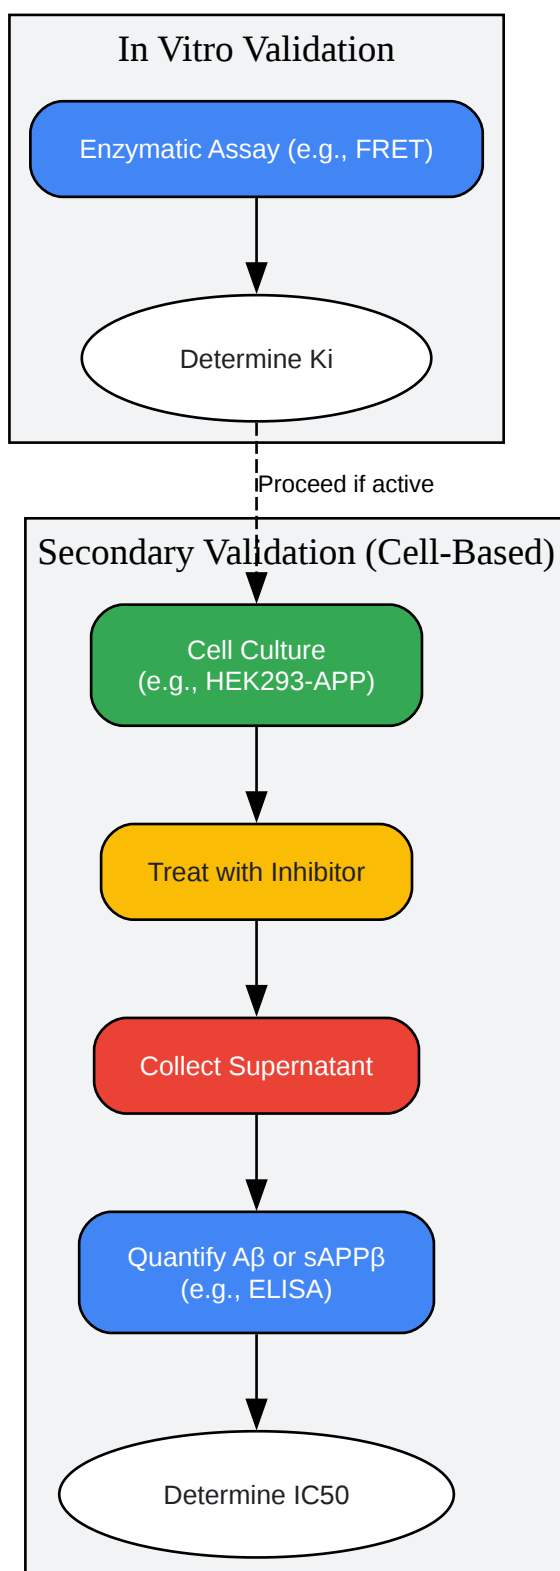 In Vitro Validation
Enzymatic Assay (e.g., FRET)
Determine Ki
Proceed if active
Secondary Validation (Cell-Based)
Cell Culture
(e.g., HEK293-APP)
Treat with Inhibitor
Collect Supernatant
Quantify Aβ or sAPPβ
(e.g., ELISA)
Determine IC50